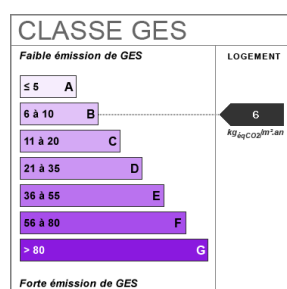 CLASSE GES
Faible émission de GES
LOGEMENT
≤ 5 A
6 à 10 B
6
kgéqCO2/m².an
11 à 20 C
21 à 35 D
36 à 55 E
56 à 80 F
> 80 G
Forte émission de GES